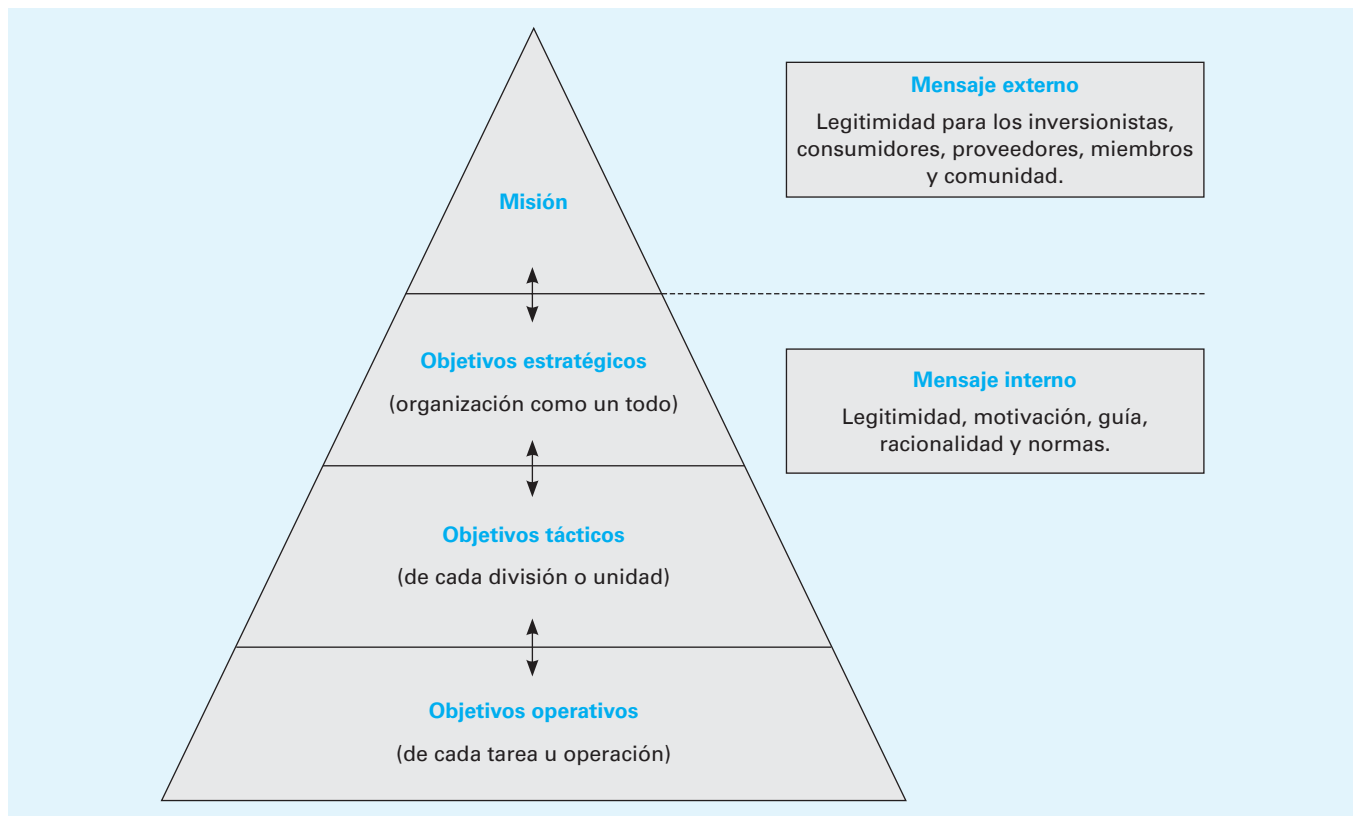 Mensaje externo
Legitimidad para los inversionistas,
consumidores, proveedores, miembros
y comunidad.
Misión
Objetivos estratégicos
(organización como un todo)
Mensaje interno
Legitimidad, motivación, guía,
racionalidad y normas.
Objetivos tácticos
(de cada división o unidad)
Objetivos operativos
(de cada tarea u operación)